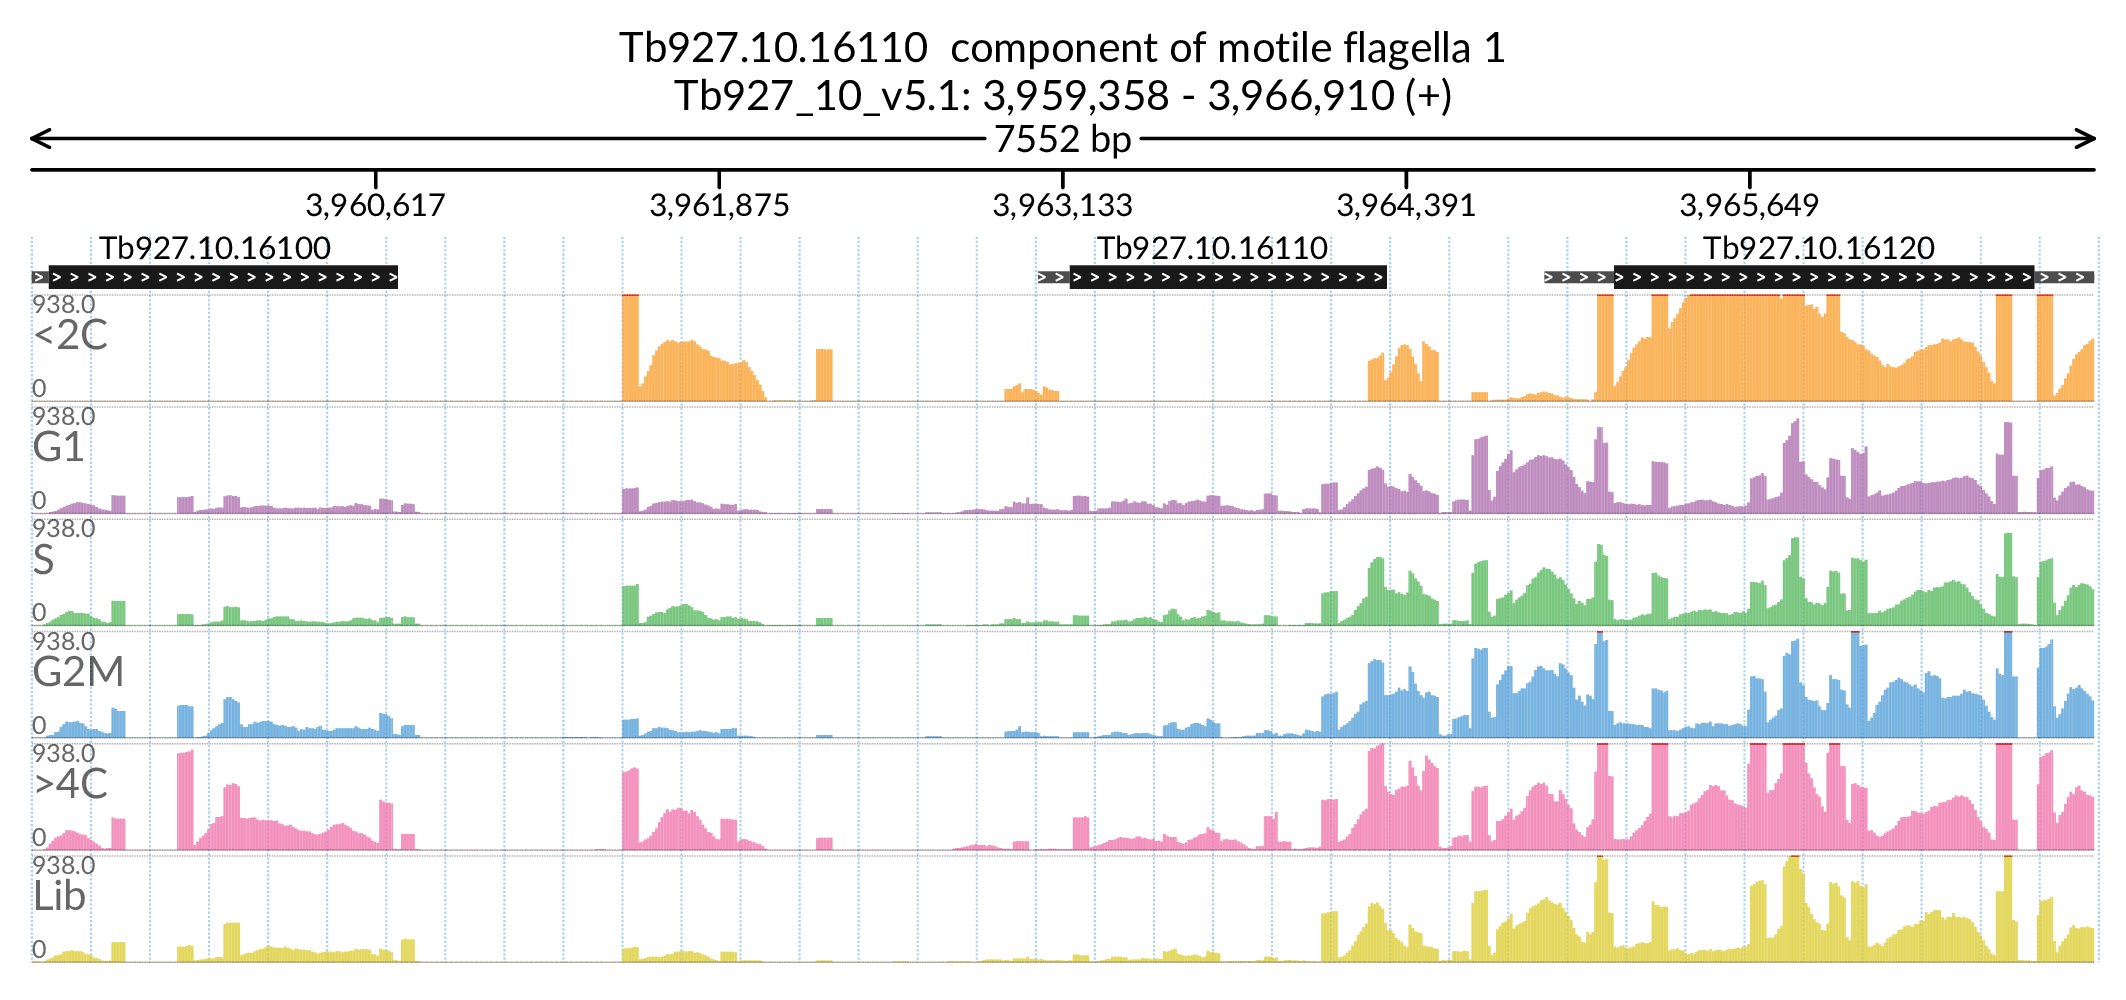 Tb927.10.16110  component of motile flagella 1
Tb927_10_v5.1: 3,959,358 - 3,966,910 (+)
7552 bp
3,960,617 3,961,875 3,963,133 3,964,391 3,965,649
Tb927.10.16100 Tb927.10.16110 Tb927.10.16120
938.0
<2C
0
938.0
G1
0
938.0
S
0
938.0
G2M
0
938.0
>4C
0
938.0
Lib
0